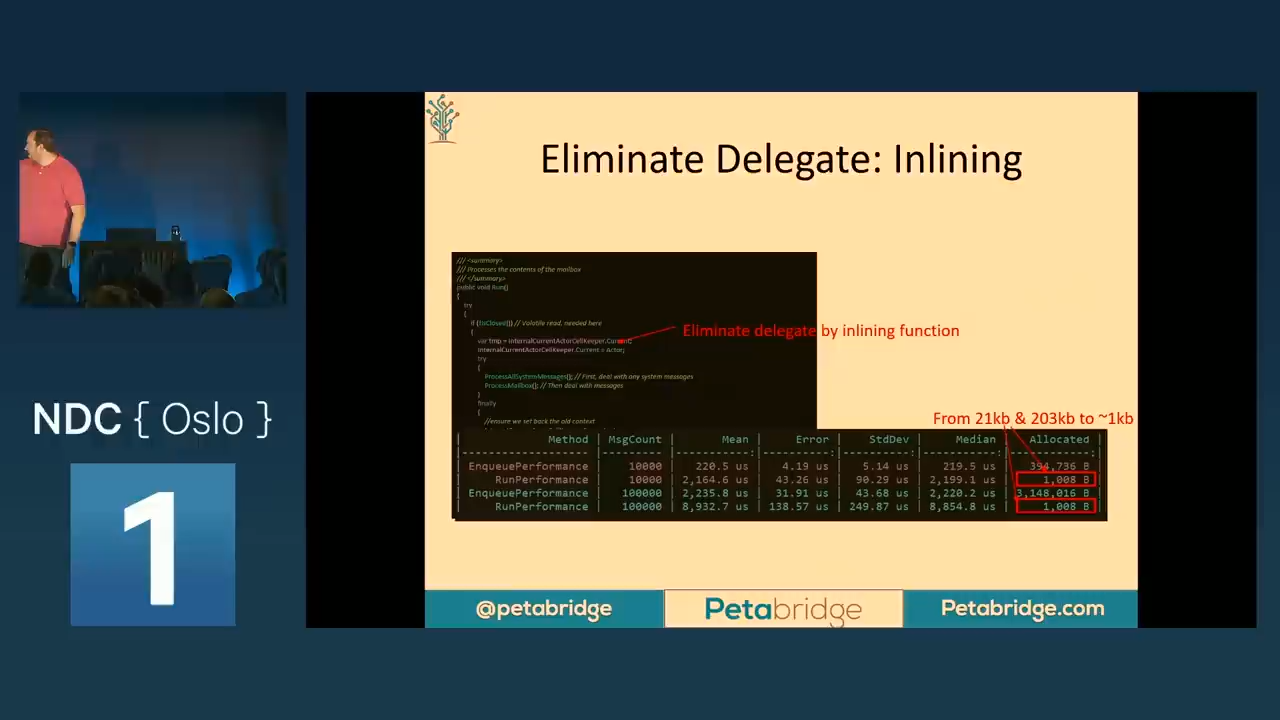 Eliminate Delegate: Inlining
/// <summary>
/// Processes the contents of the mailbox
/// </summary>
public void Run()
{
try
{
if (!IsClosed()) // Volatile read, needed here
{
var tmp = InternalCurrentActorCellKeeper.Current;
InternalCurrentActorCellKeeper.Current = Actor;
try
{
ProcessAllSystemMessages(); // First, deal with any system messages
ProcessMailbox(); // Then deal with messages
}
finally
{
//ensure we set back the old context
Eliminate delegate by inlining function
From 21kb & 203kb to ~1kb
| Method | MsgCount | Mean | Error | StdDev | Median | Allocated |
| EnqueuePerformance | 10000 | 220.5 us | 4.19 us | 5.14 us | 219.5 us | 394,736 B |
| RunPerformance | 10000 | 2,164.6 us | 43.26 us | 90.29 us | 2,199.1 us | 1,008 B |
| EnqueuePerformance | 100000 | 2,235.8 us | 31.91 us | 43.68 us | 2,220.2 us | 3,148,016 B |
| RunPerformance | 100000 | 8,932.7 us | 138.57 us | 249.87 us | 8,854.8 us | 1,008 B |
NDC { Oslo }
1
@petabridge
Petabridge
Petabridge.com